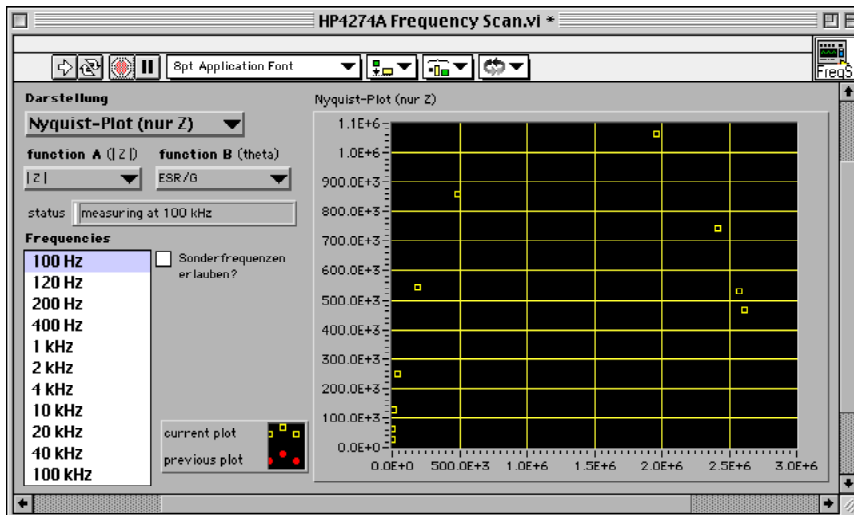 HP4274A Frequency Scan.vi *
8pt Application Font
FreqS
Darstellung
Nyquist-Plot (nur Z)
function A (|Z|)
function B (theta)
|Z|
ESR/G
status
measuring at 100 kHz
Frequencies
100 Hz
120 Hz
200 Hz
400 Hz
1 kHz
2 kHz
4 kHz
10 kHz
20 kHz
40 kHz
100 kHz
Sonderfrequenzen
erlauben?
current plot
previous plot
Nyquist-Plot (nur Z)
1.1E+6
1.0E+6
900.0E+3
800.0E+3
700.0E+3
600.0E+3
500.0E+3
400.0E+3
300.0E+3
200.0E+3
100.0E+3
0.0E+0
0.0E+0 500.0E+3 1.0E+6 1.5E+6 2.0E+6 2.5E+6 3.0E+6